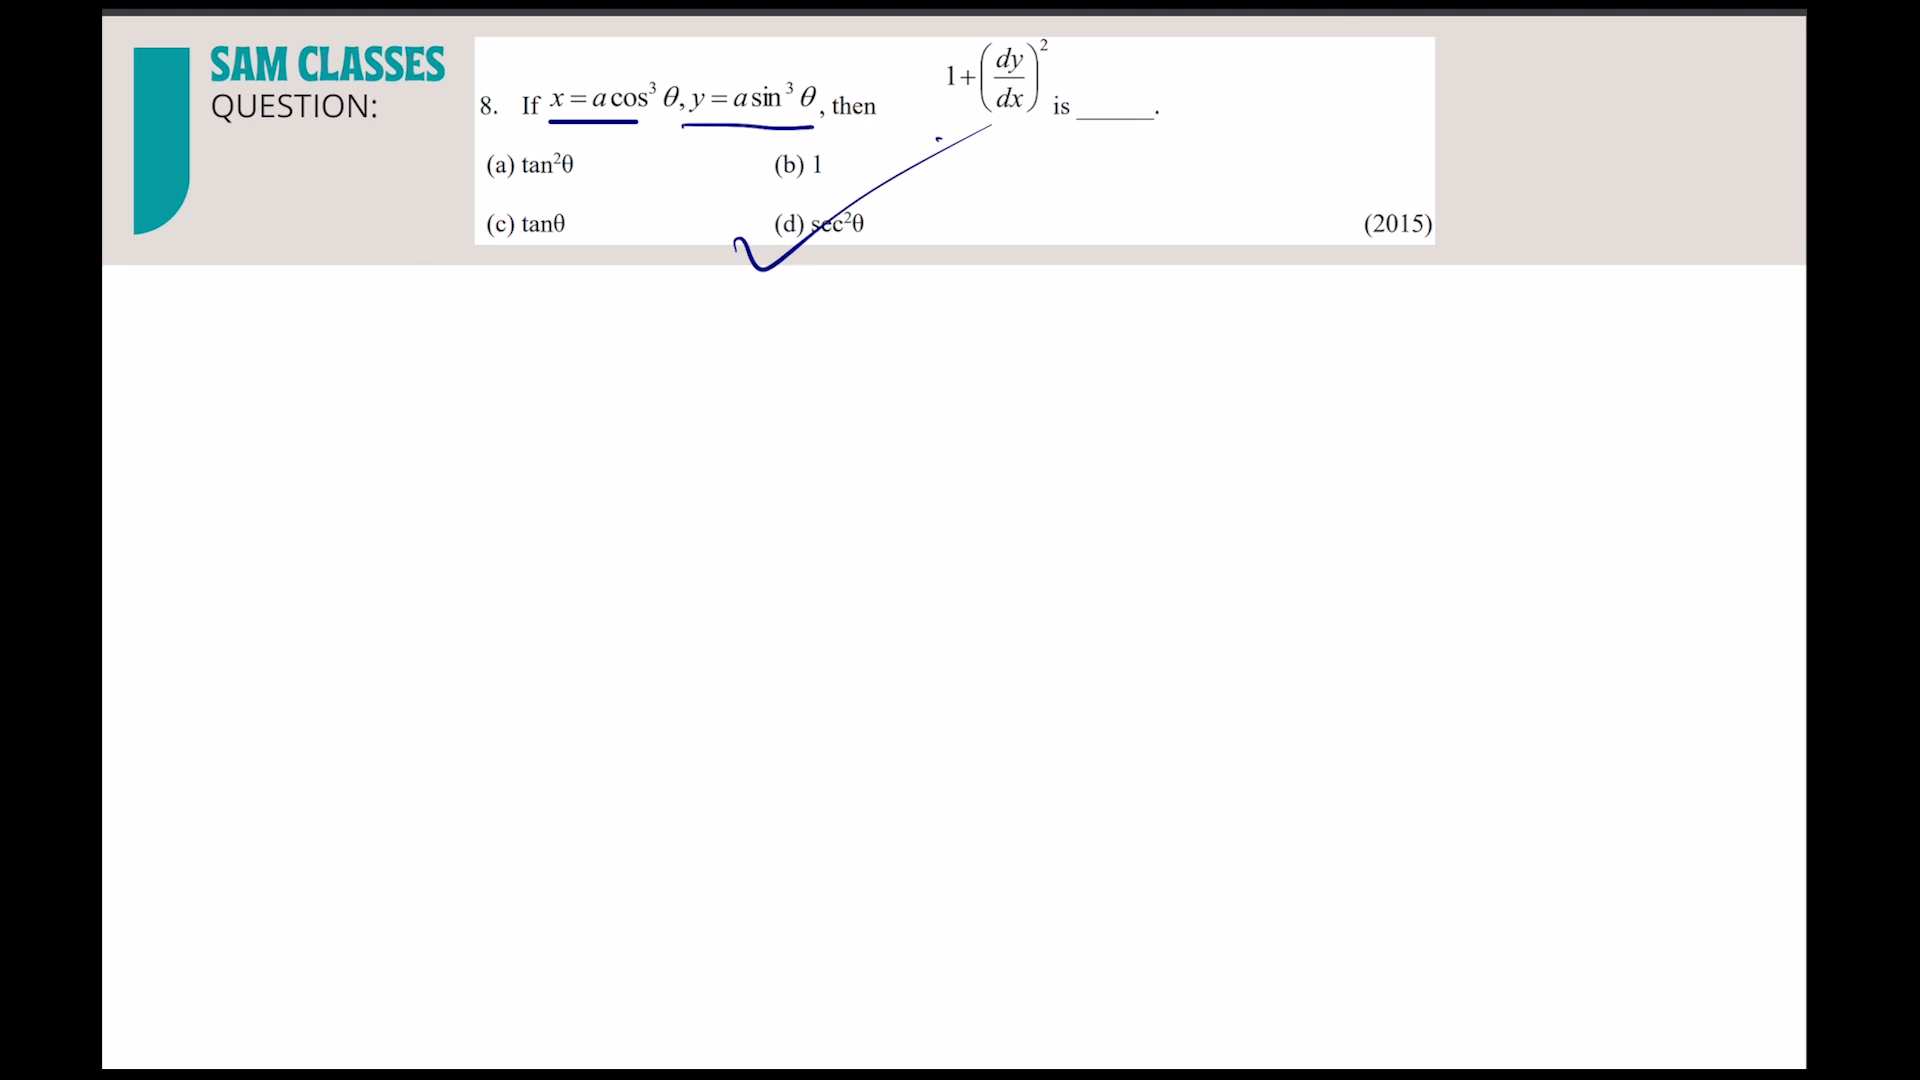 SAM CLASSES
QUESTION:
8. If x = a cos³ θ, y = a sin³ θ, then 1+(dy/dx)² is ______.
(a) tan²θ (b) 1
(c) tanθ (d) sec²θ (2015)